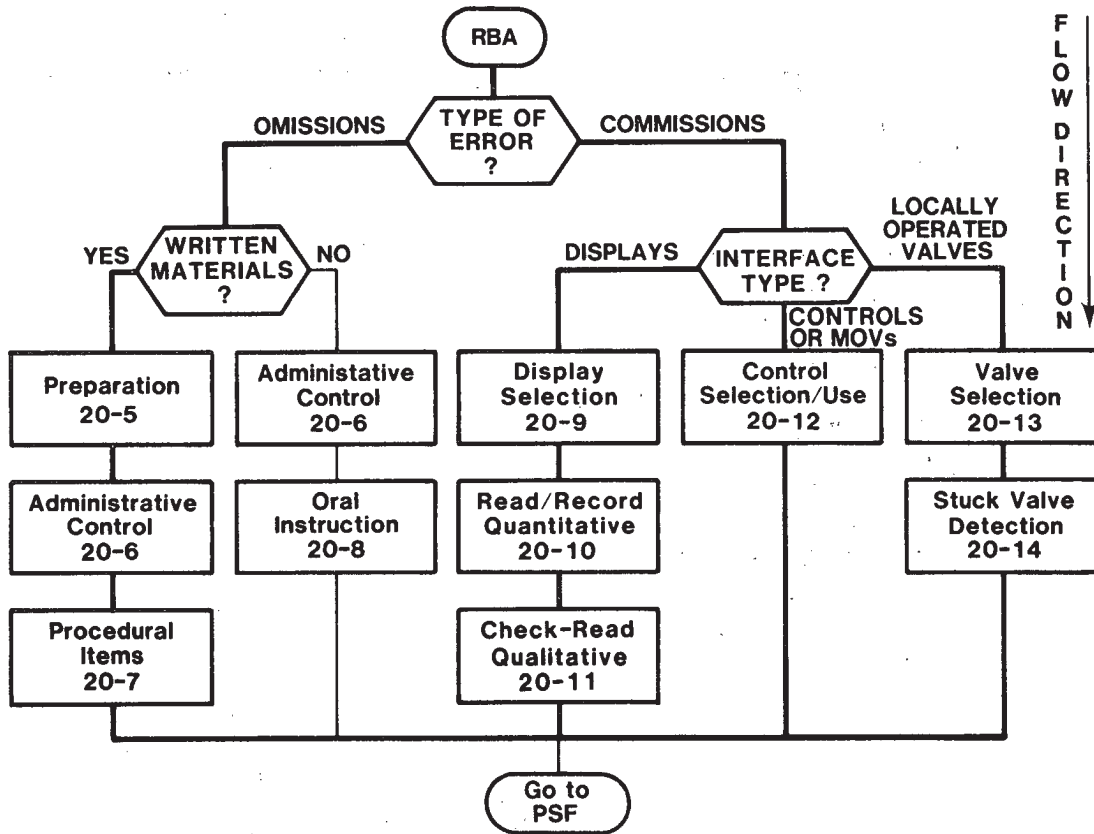 RBA
TYPE OF
ERROR
?
OMISSIONS
COMMISSIONS
FLOW DIRECTION
WRITTEN
MATERIALS
?
YES
NO
INTERFACE
TYPE ?
DISPLAYS
LOCALLY
OPERATED
VALVES
CONTROLS
OR MOVs
Preparation
20-5
Administative
Control
20-6
Display
Selection
20-9
Control
Selection/Use
20-12
Valve
Selection
20-13
Administrative
Control
20-6
Oral
Instruction
20-8
Read/Record
Quantitative
20-10
Stuck Valve
Detection
20-14
Procedural
Items
20-7
Check-Read
Qualitative
20-11
Go to
PSF